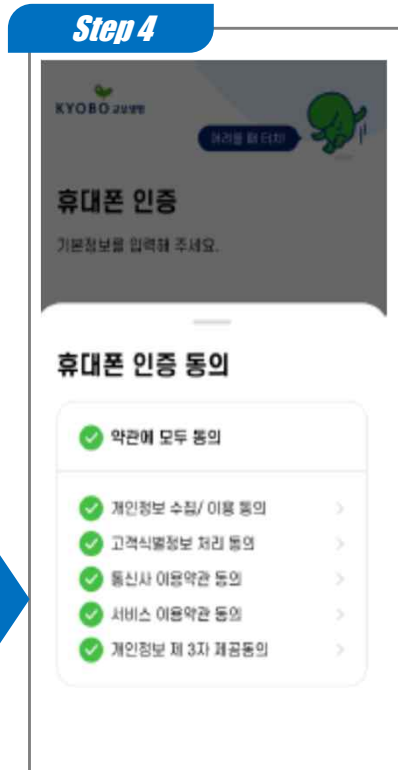 Step 4
KYOBO 교보생명
어려울 때 터치!
휴대폰 인증
기본정보를 입력해 주세요.
휴대폰 인증 동의
약관에 모두 동의
개인정보 수집/ 이용 동의
고객식별정보 처리 동의
통신사 이용약관 동의
서비스 이용약관 동의
개인정보 제 3자 제공동의